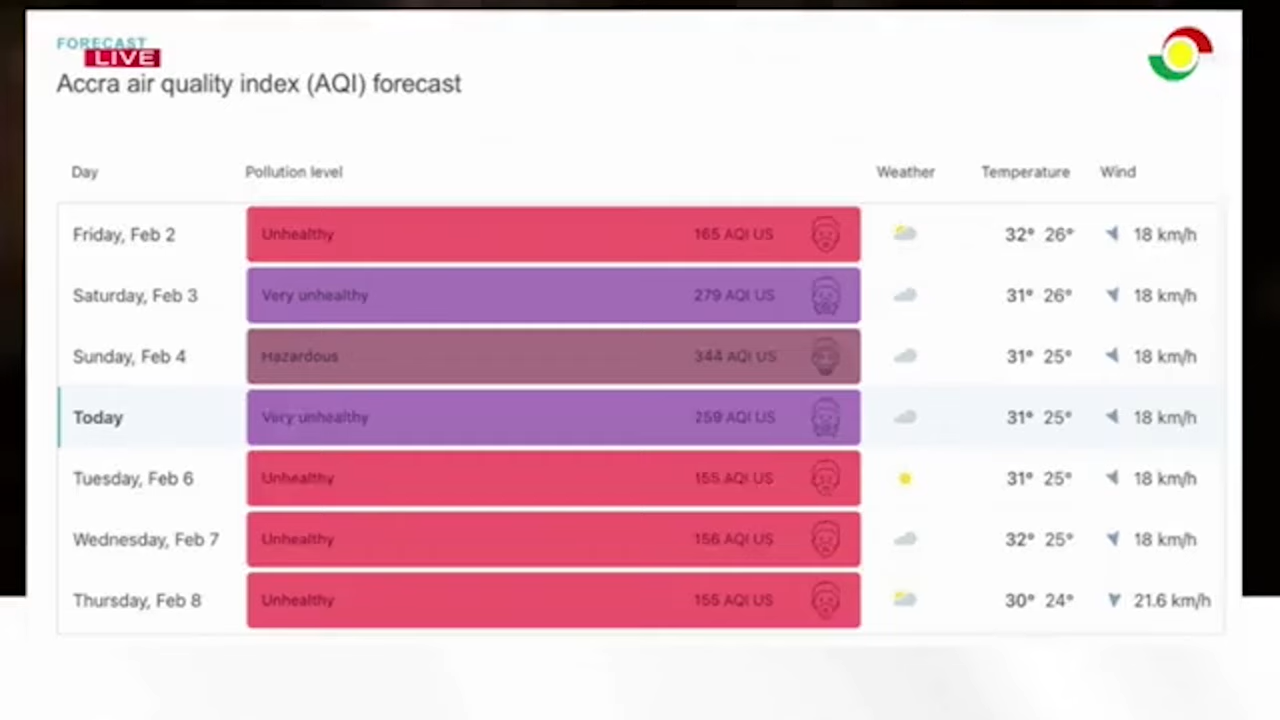 FORECAST
LIVE
Accra air quality index (AQI) forecast
Day Pollution level Weather Temperature Wind
Friday, Feb 2 Unhealthy 165 AQI US 32° 26° 18 km/h
Saturday, Feb 3 Very unhealthy 279 AQI US 31° 26° 18 km/h
Sunday, Feb 4 Hazardous 344 AQI US 31° 25° 18 km/h
Today Very unhealthy 259 AQI US 31° 25° 18 km/h
Tuesday, Feb 6 Unhealthy 155 AQI US 31° 25° 18 km/h
Wednesday, Feb 7 Unhealthy 156 AQI US 32° 25° 18 km/h
Thursday, Feb 8 Unhealthy 155 AQI US 30° 24° 21.6 km/h